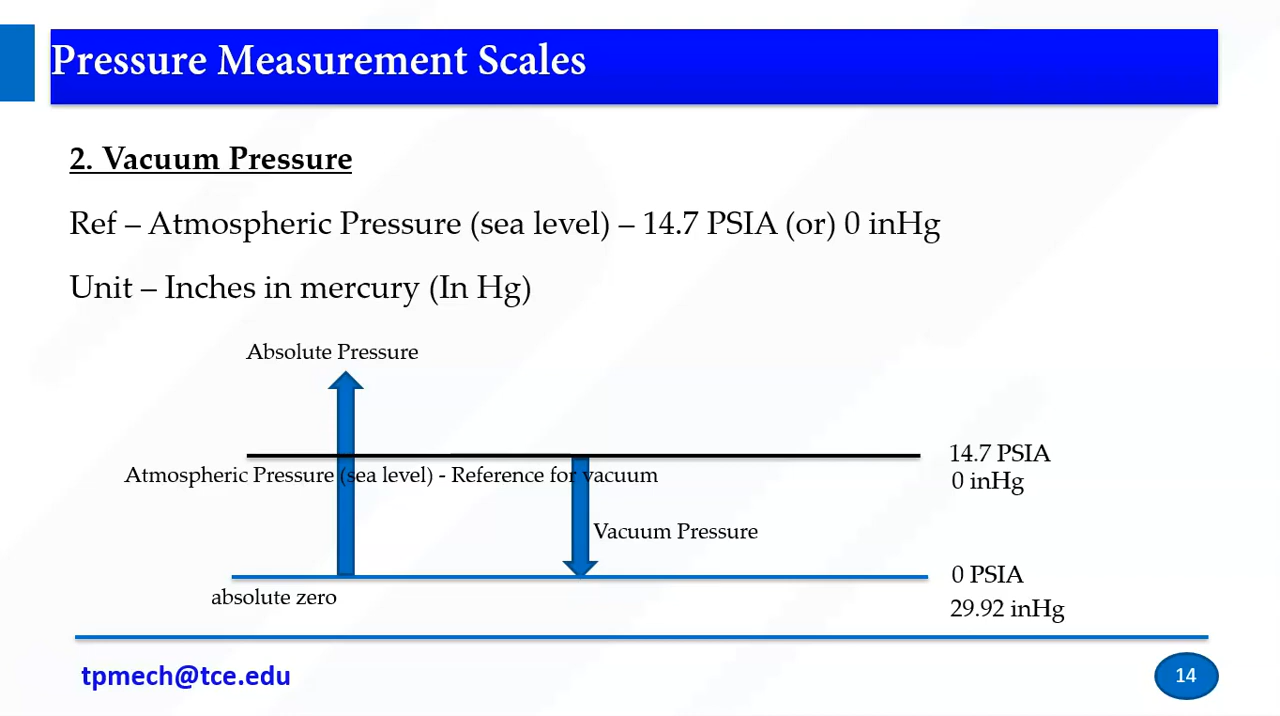 Pressure Measurement Scales
2. Vacuum Pressure
Ref – Atmospheric Pressure (sea level) – 14.7 PSIA (or) 0 inHg
Unit – Inches in mercury (In Hg)
Absolute Pressure
14.7 PSIA
Atmospheric Pressure (sea level) - Reference for vacuum
0 inHg
Vacuum Pressure
0 PSIA
absolute zero
29.92 inHg
tpmech@tce.edu
14